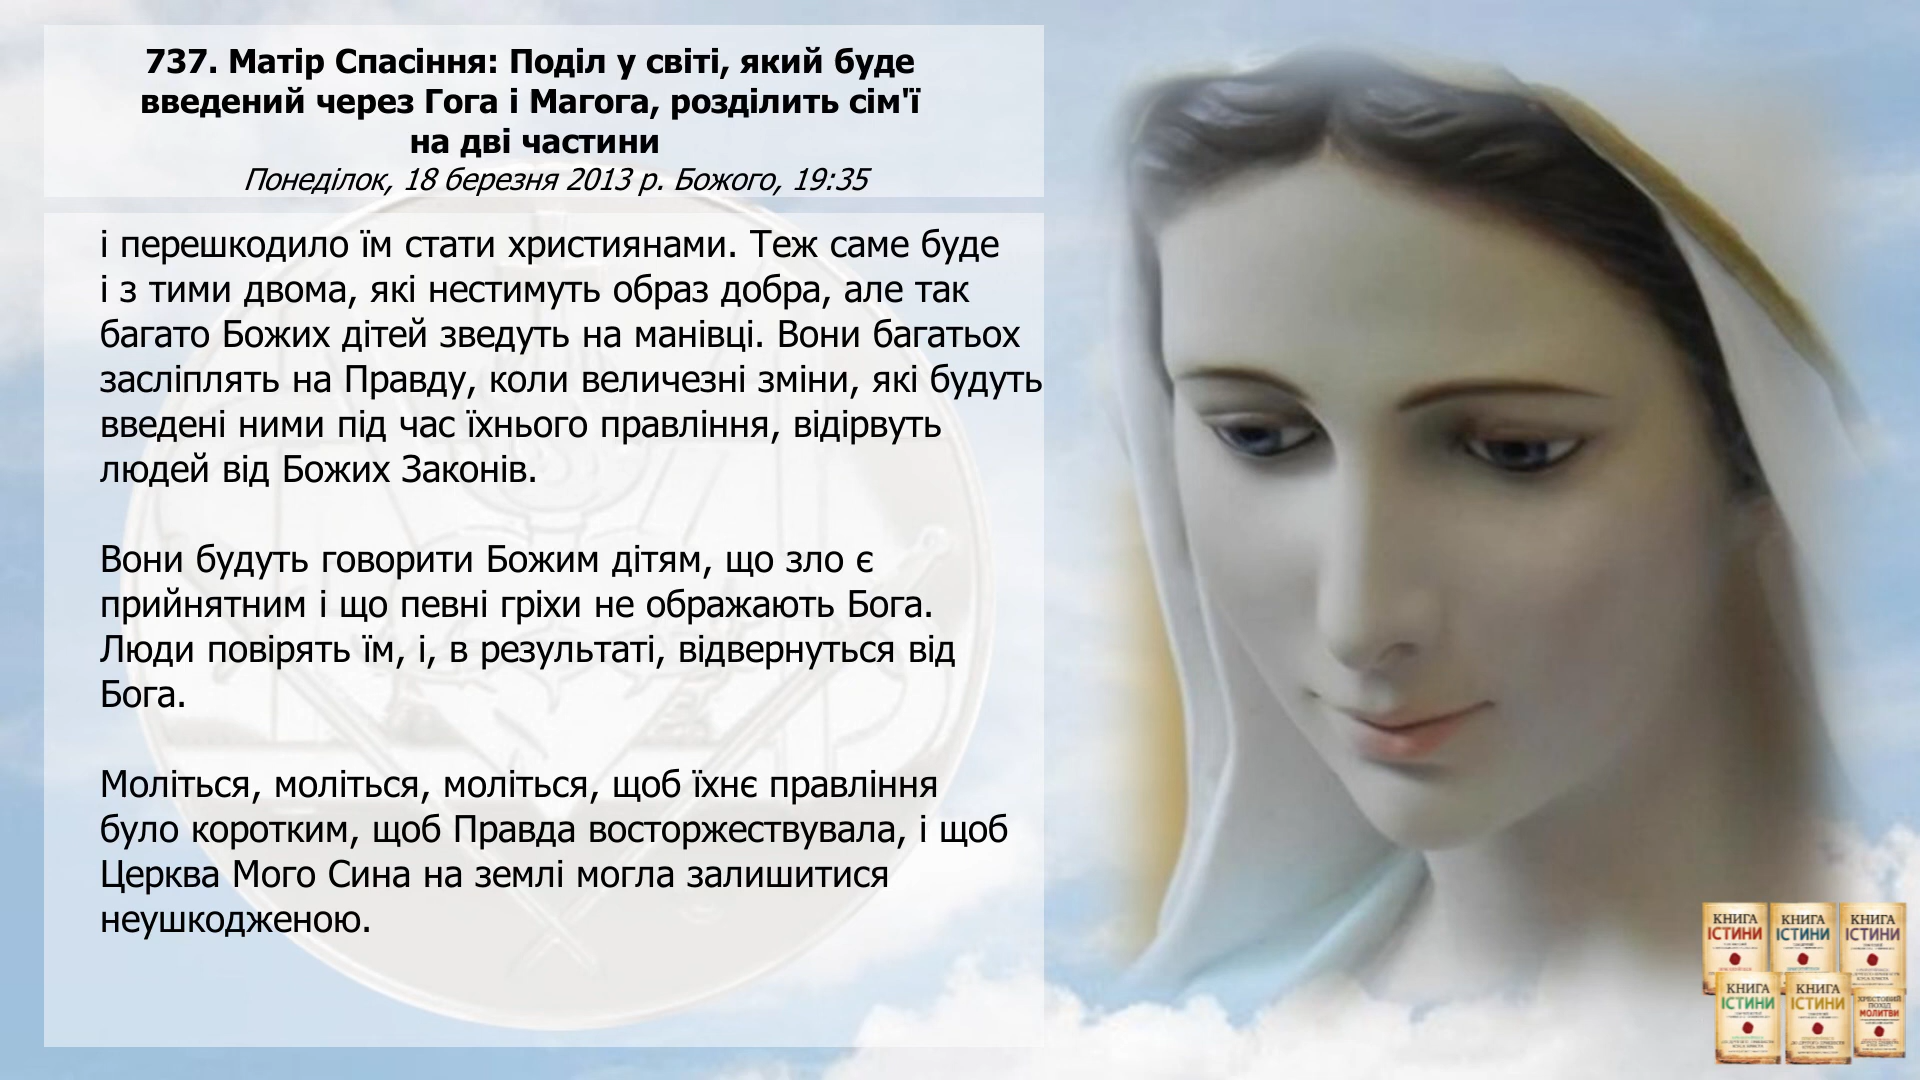 737. Матір Спасіння: Поділ у світі, який буде
введений через Гога і Магога, розділить сім'ї
на дві частини
Понеділок, 18 березня 2013 р. Божого, 19:35
і перешкодило їм стати християнами. Теж саме буде
і з тими двома, які нестимуть образ добра, але так
багато Божих дітей зведуть на манівці. Вони багатьох
засліплять на Правду, коли величезні зміни, які будуть
введені ними під час їхнього правління, відірвуть
людей від Божих Законів.
Вони будуть говорити Божим дітям, що зло є
прийнятним і що певні гріхи не ображають Бога.
Люди повірять їм, і, в результаті, відвернуться від
Бога.
Моліться, моліться, моліться, щоб їхнє правління
було коротким, щоб Правда восторжествувала, і щоб
Церква Мого Сина на землі могла залишитися
неушкодженою.
КНИГА
ІСТИНИ
КНИГА
ІСТИНИ
КНИГА
ІСТИНИ
КНИГА
ІСТИНИ
КНИГА
ІСТИНИ
ХРЕСТОВИЙ
ПОХІД
МОЛИТВИ